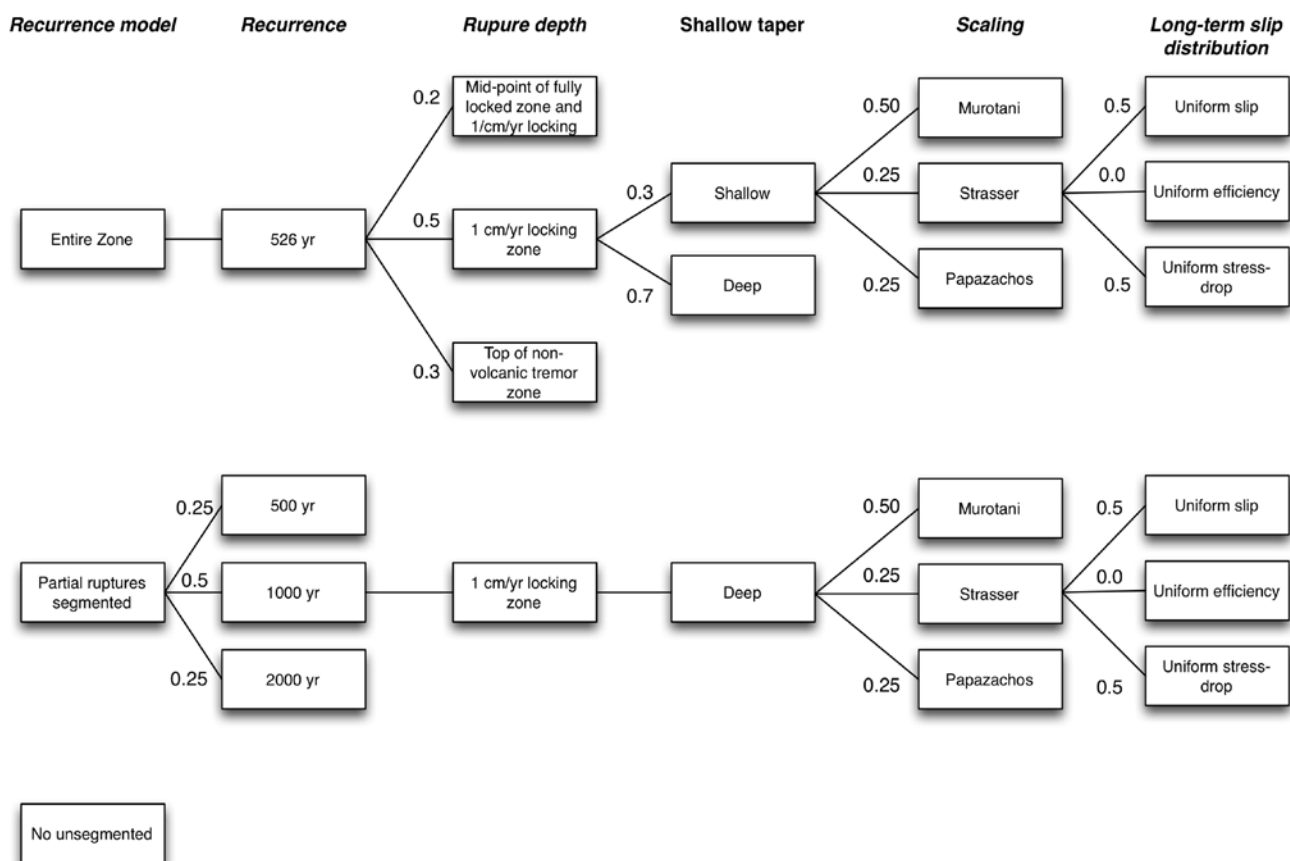 Recurrence model
Recurrence
Rupure depth
Shallow taper
Scaling
Long-term slip
distribution
Entire Zone
526 yr
0.2
Mid-point of fully
locked zone and
1/cm/yr locking
0.5
1 cm/yr locking
zone
0.3
Top of non-
volcanic tremor
zone
0.3
Shallow
0.7
Deep
0.50
Murotani
0.25
Strasser
0.25
Papazachos
0.5
Uniform slip
0.0
Uniform efficiency
0.5
Uniform stress-
drop
Partial ruptures
segmented
0.25
500 yr
0.5
1000 yr
0.25
2000 yr
1 cm/yr locking
zone
Deep
0.50
Murotani
0.25
Strasser
0.25
Papazachos
0.5
Uniform slip
0.0
Uniform efficiency
0.5
Uniform stress-
drop
No unsegmented